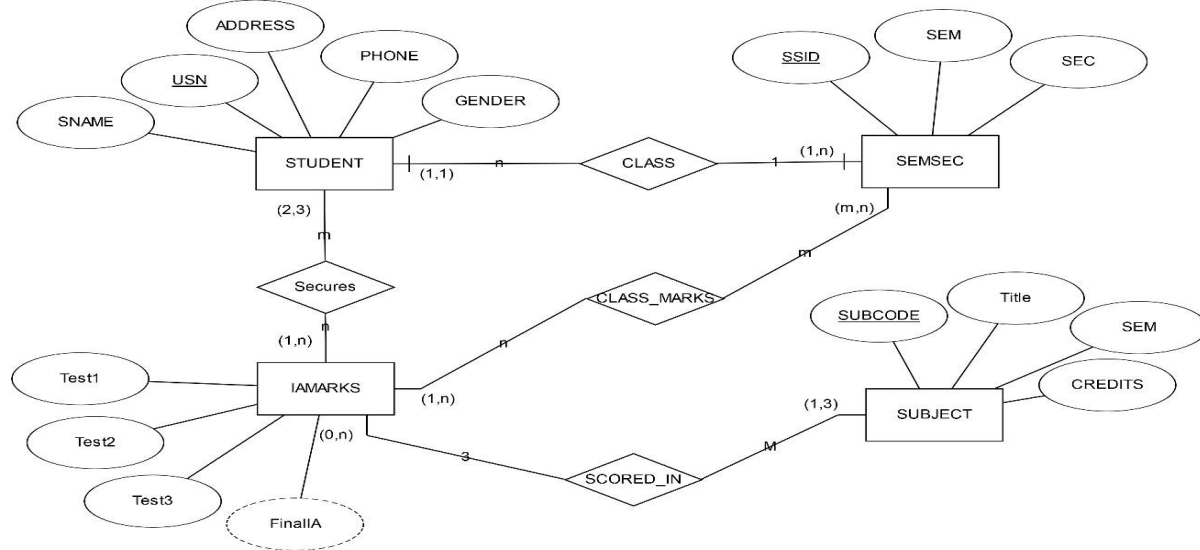 ADDRESS
SEM
PHONE
SSID
USN
SEC
GENDER
SNAME
STUDENT
n
CLASS
1
(1,n)
SEMSEC
(1,1)
(2,3)
(m,n)
m
m
Secures
CLASS_MARKS
Title
SUBCODE
n
SEM
(1,n)
n
Test1
IAMARKS
CREDITS
(1,n)
(1,3)
SUBJECT
(0,n)
Test2
M
3
SCORED_IN
Test3
FinalIA